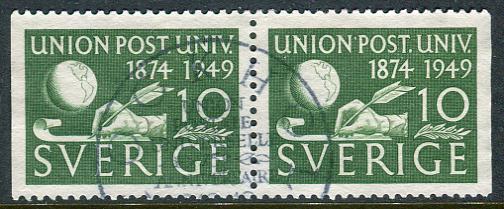 UNION POST. UNIV.
1874 1949
10
SVERIGE
UNION POST. UNIV.
1874 1949
10
SVERIGE